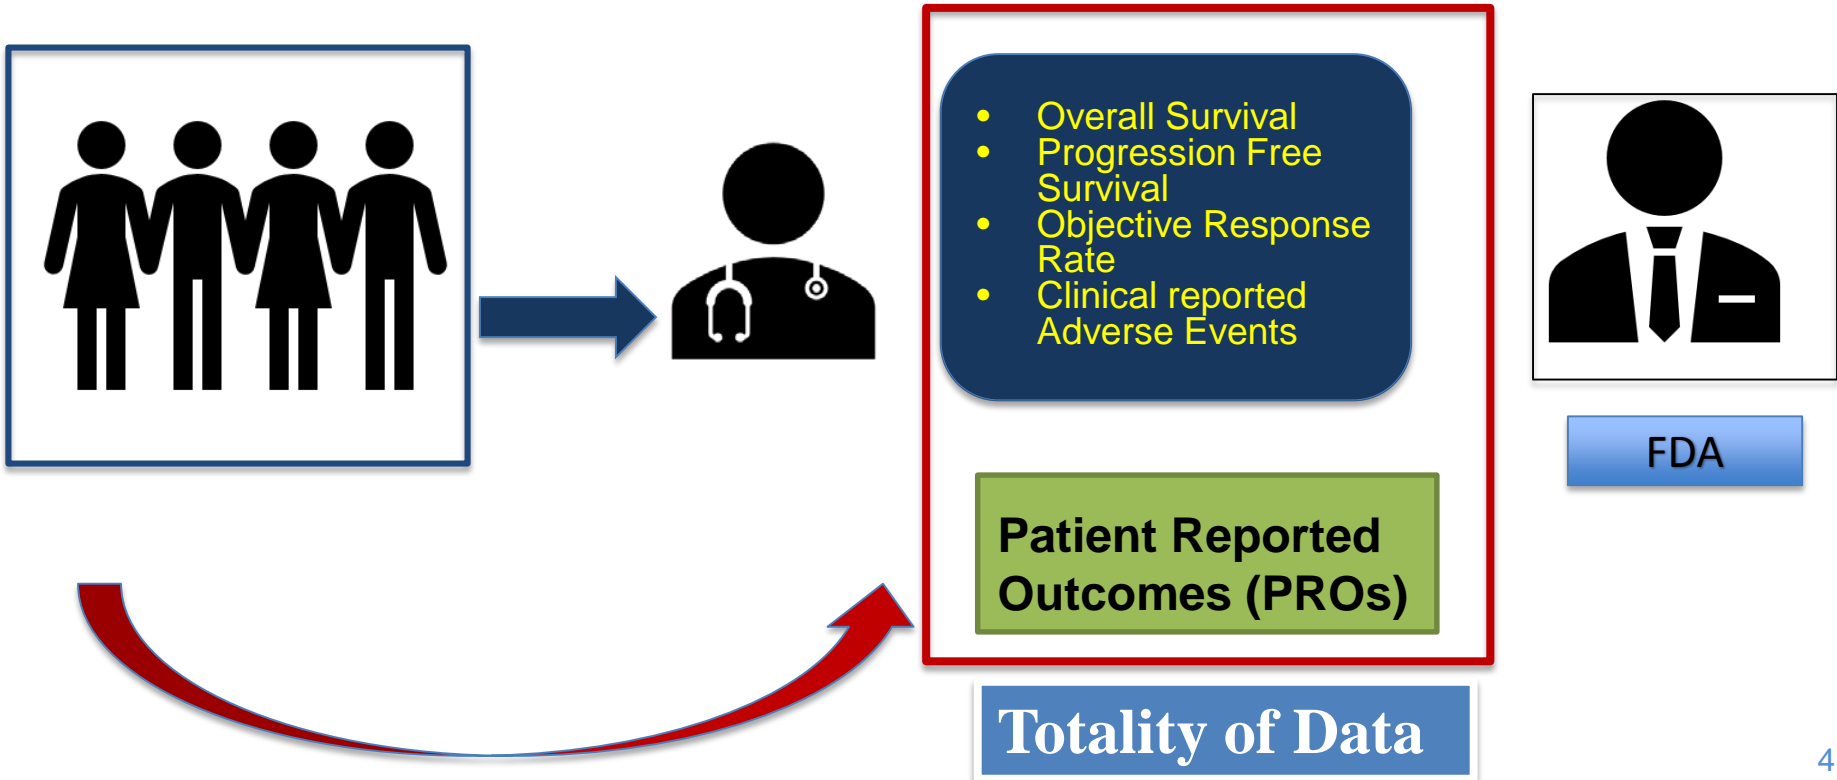 • Overall Survival
• Progression Free
Survival
• Objective Response
Rate
• Clinical reported
Adverse Events
FDA
Patient Reported
Outcomes (PROs)
Totality of Data
4